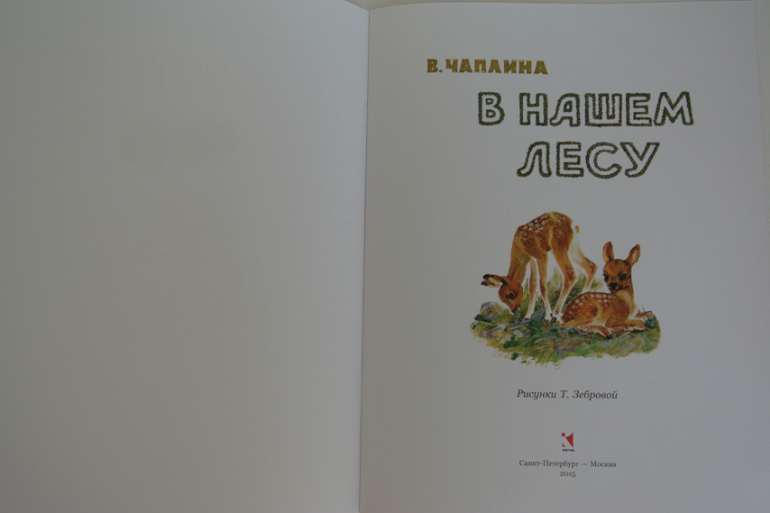 В. ЧАПЛИНА
В НАШЕМ
ЛЕСУ
Рисунки Т. Зебровой
Санкт-Петербург — Москва
2015